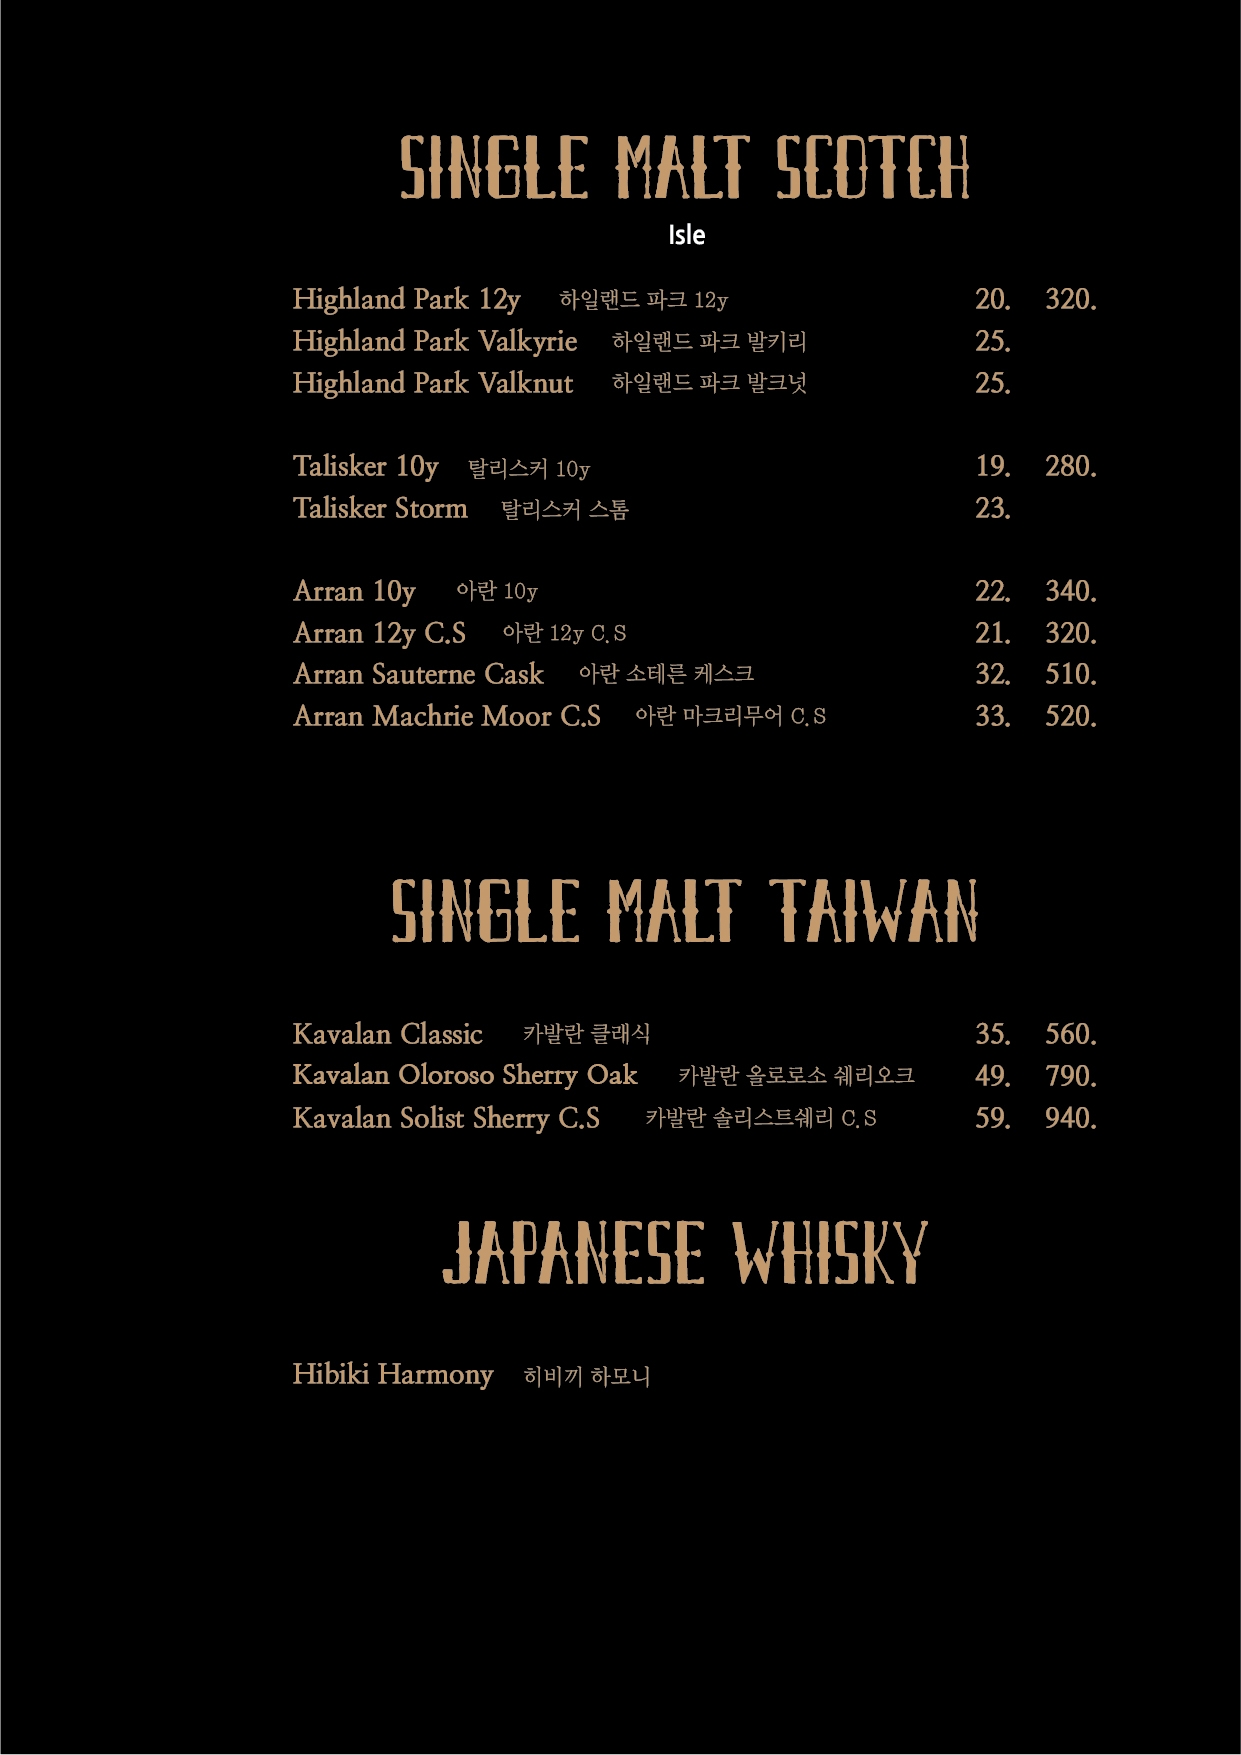 SINGLE MALT SCOTCH
Isle
Highland Park 12y 하일랜드 파크 12y 20. 320.
Highland Park Valkyrie 하일랜드 파크 발키리 25.
Highland Park Valknut 하일랜드 파크 발크넛 25.
Talisker 10y 탈리스커 10y 19. 280.
Talisker Storm 탈리스커 스톰 23.
Arran 10y 아란 10y 22. 340.
Arran 12y C.S 아란 12y C.S 21. 320.
Arran Sauterne Cask 아란 소테른 케스크 32. 510.
Arran Machrie Moor C.S 아란 마크리무어 C.S 33. 520.
SINGLE MALT TAIWAN
Kavalan Classic 카발란 클래식 35. 560.
Kavalan Oloroso Sherry Oak 카발란 올로로소 쉐리오크 49. 790.
Kavalan Solist Sherry C.S 카발란 솔리스트쉐리 C.S 59. 940.
JAPANESE WHISKY
Hibiki Harmony 히비끼 하모니